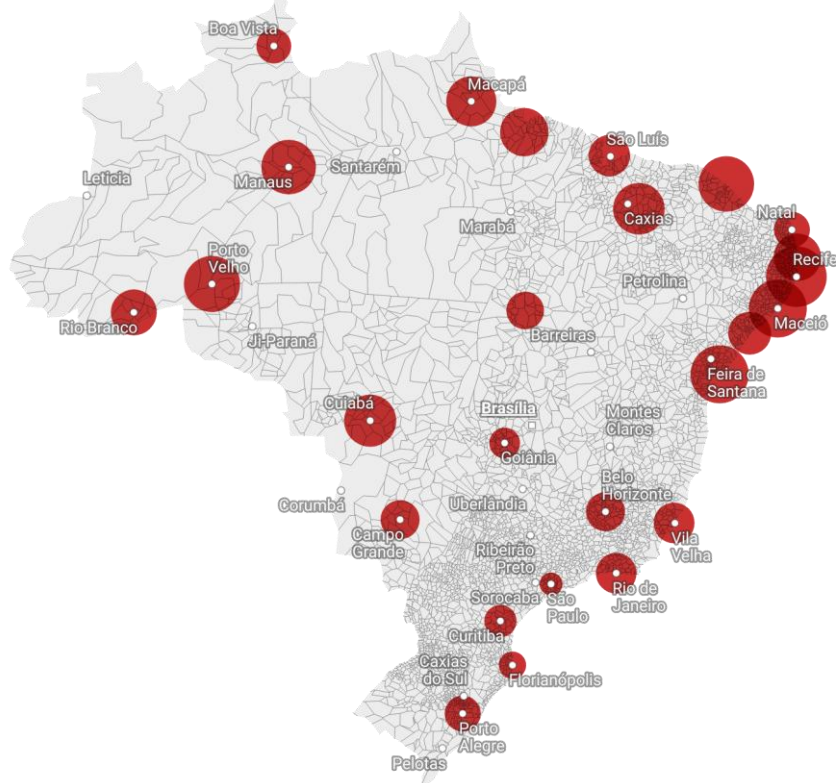 Boa Vista
Macapá
São Luís
Santarém
Manaus
Leticia
Caxias
Natal
Marabá
Porto
Velho
Recife
Petrolina
Maceió
Rio Branco
Ji-Paraná
Barreiras
Feira de
Santana
Cuiabá
Brasília
Montes
Claros
Goiânia
Belo
Horizonte
Corumbá
Uberlândia
Campo
Grande
Vila
Velha
Ribeirão
Preto
Sorocaba
São
Paulo
Rio de
Janeiro
Curitiba
Caxias
do Sul
Florianópolis
Porto
Alegre
Pelotas